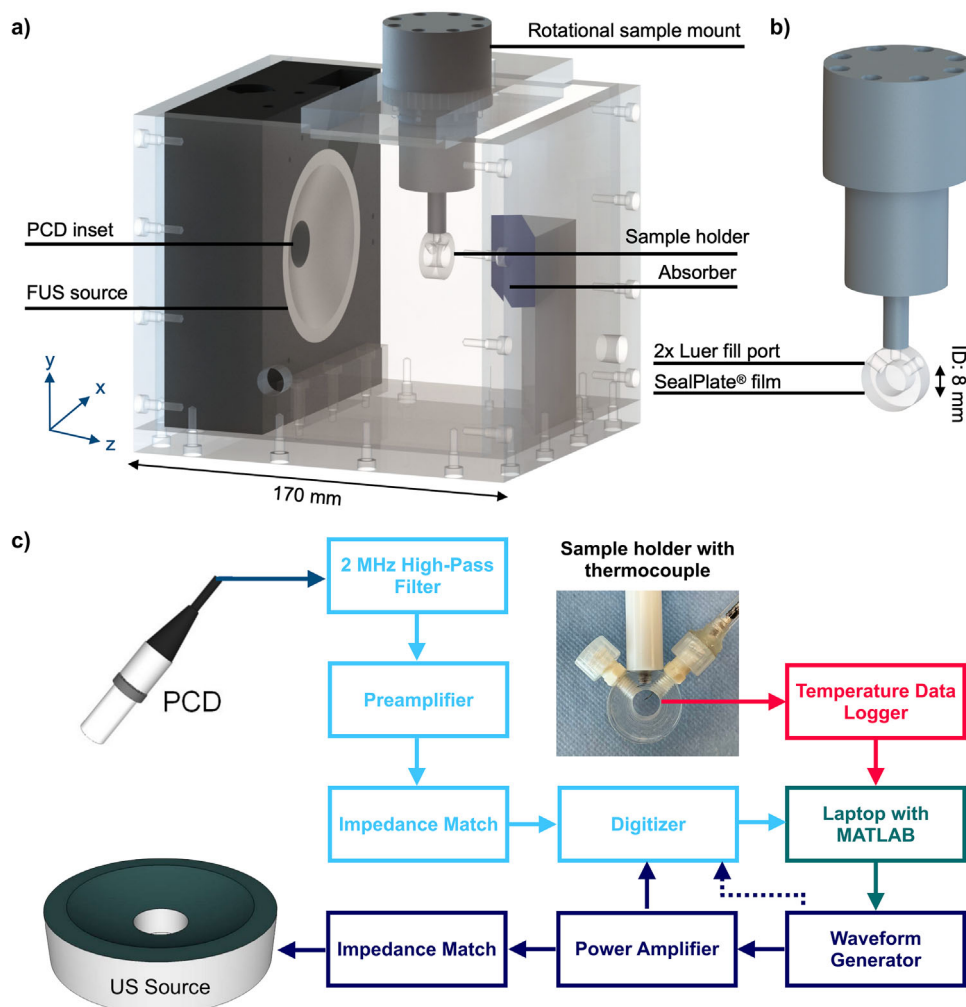 a)
Rotational sample mount
b)
PCD inset
FUS source
Sample holder
Absorber
2x Luer fill port
SealPlate® film
ID: 8 mm
y
x
z
170 mm
c)
2 MHz High-Pass
Filter
Sample holder with
thermocouple
PCD
Preamplifier
Temperature Data
Logger
Impedance Match
Digitizer
Laptop with
MATLAB
US Source
Impedance Match
Power Amplifier
Waveform
Generator